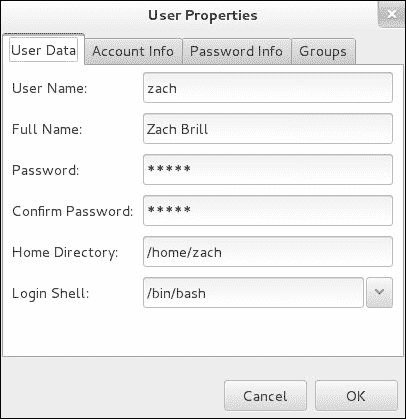 User Properties
User Data Account Info Password Info Groups
User Name: zach
Full Name: Zach Brill
Password: *****
Confirm Password: *****
Home Directory: /home/zach
Login Shell: /bin/bash
Cancel OK